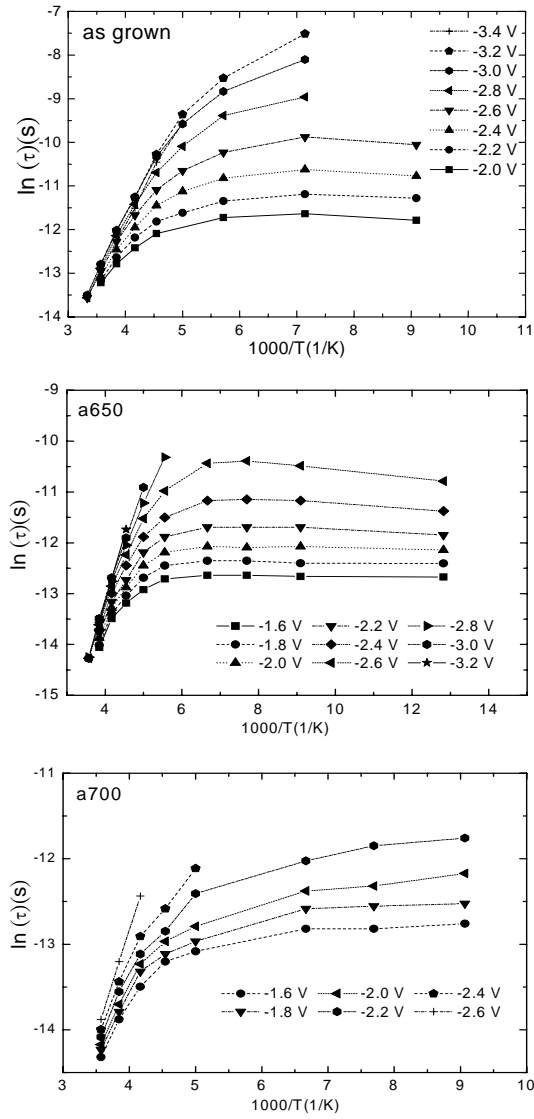 as grown
-7
-8
-9
-10
-11
-12
-13
-14
ln (τ)(s)
3 4 5 6 7 8 9 10 11
1000/T(1/K)
-3.4 V
-3.2 V
-3.0 V
-2.8 V
-2.6 V
-2.4 V
-2.2 V
-2.0 V
a650
-9
-10
-11
-12
-13
-14
-15
ln (τ)(s)
4 6 8 10 12 14
1000/T(1/K)
-1.6 V -2.2 V -2.8 V
-1.8 V -2.4 V -3.0 V
-2.0 V -2.6 V -3.2 V
a700
-11
-12
-13
-14
ln (τ)(s)
3 4 5 6 7 8 9 10
1000/T(1/K)
-1.6 V -2.0 V -2.4 V
-1.8 V -2.2 V -2.6 V